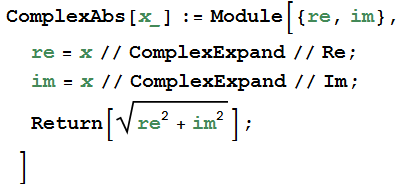 ComplexAbs[x_] := Module[{re, im},
re = x // ComplexExpand // Re;
im = x // ComplexExpand // Im;
Return[√(re² + im²)];
]